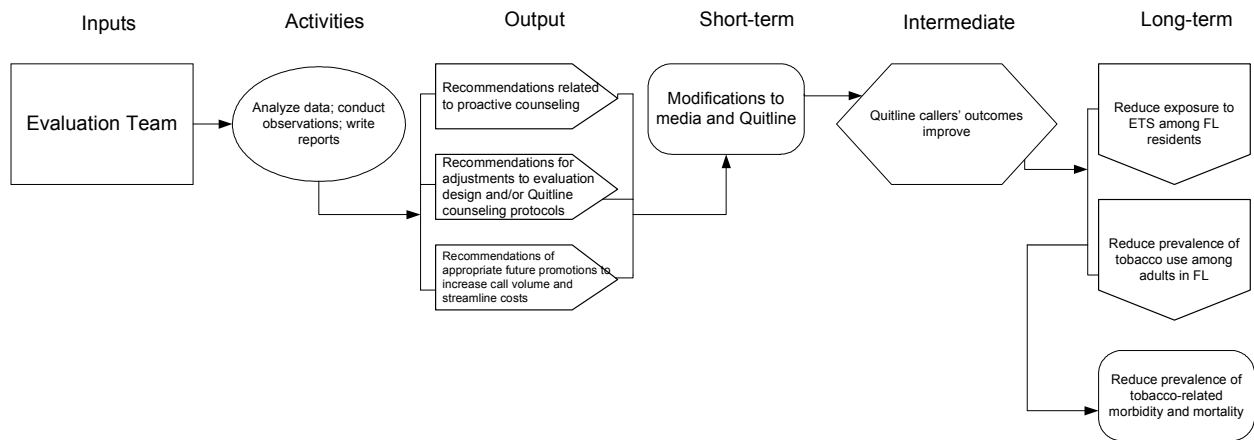 Inputs
Activities
Output
Short-term
Intermediate
Long-term
Evaluation Team
Analyze data; conduct
observations; write
reports
Recommendations related
to proactive counseling
Recommendations for
adjustments to evaluation
design and/or Quitline
counseling protocols
Recommendations of
appropriate future promotions to
increase call volume and
streamline costs
Modifications to
media and Quitline
Quitline callers’ outcomes
improve
Reduce exposure to
ETS among FL
residents
Reduce prevalence of
tobacco use among
adults in FL
Reduce prevalence of
tobacco-related
morbidity and mortality